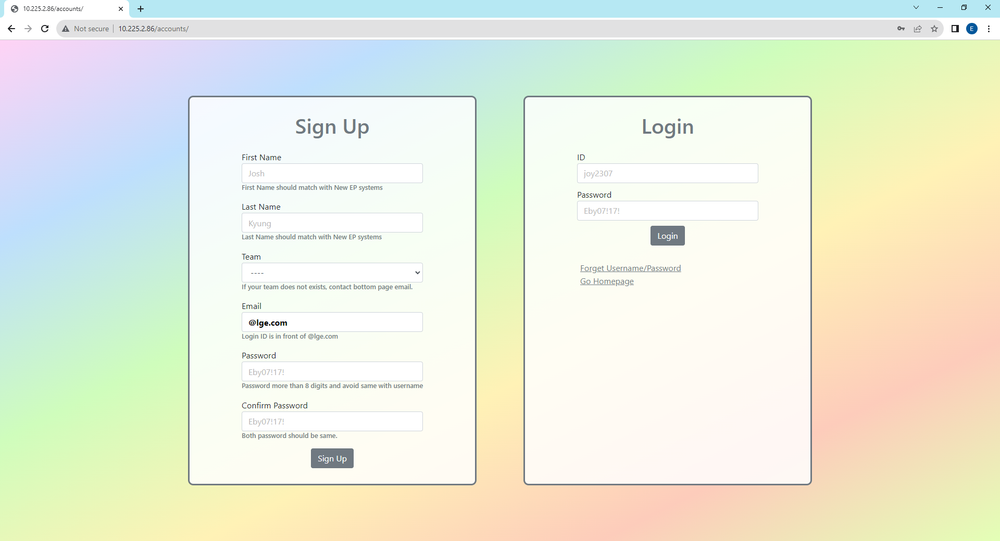 10.225.2.86/accounts/
Not secure
10.225.2.86/accounts/
E
Sign Up
First Name
Josh
First Name should match with New EP systems
Last Name
Kyung
Last Name should match with New EP systems
Team
----
If your team does not exists, contact bottom page email.
Email
@lge.com
Login ID is in front of @lge.com
Password
Eby07!17!
Password more than 8 digits and avoid same with username
Confirm Password
Eby07!17!
Both password should be same.
Sign Up
Login
ID
joy2307
Password
Eby07!17!
Login
Forget Username/Password
Go Homepage